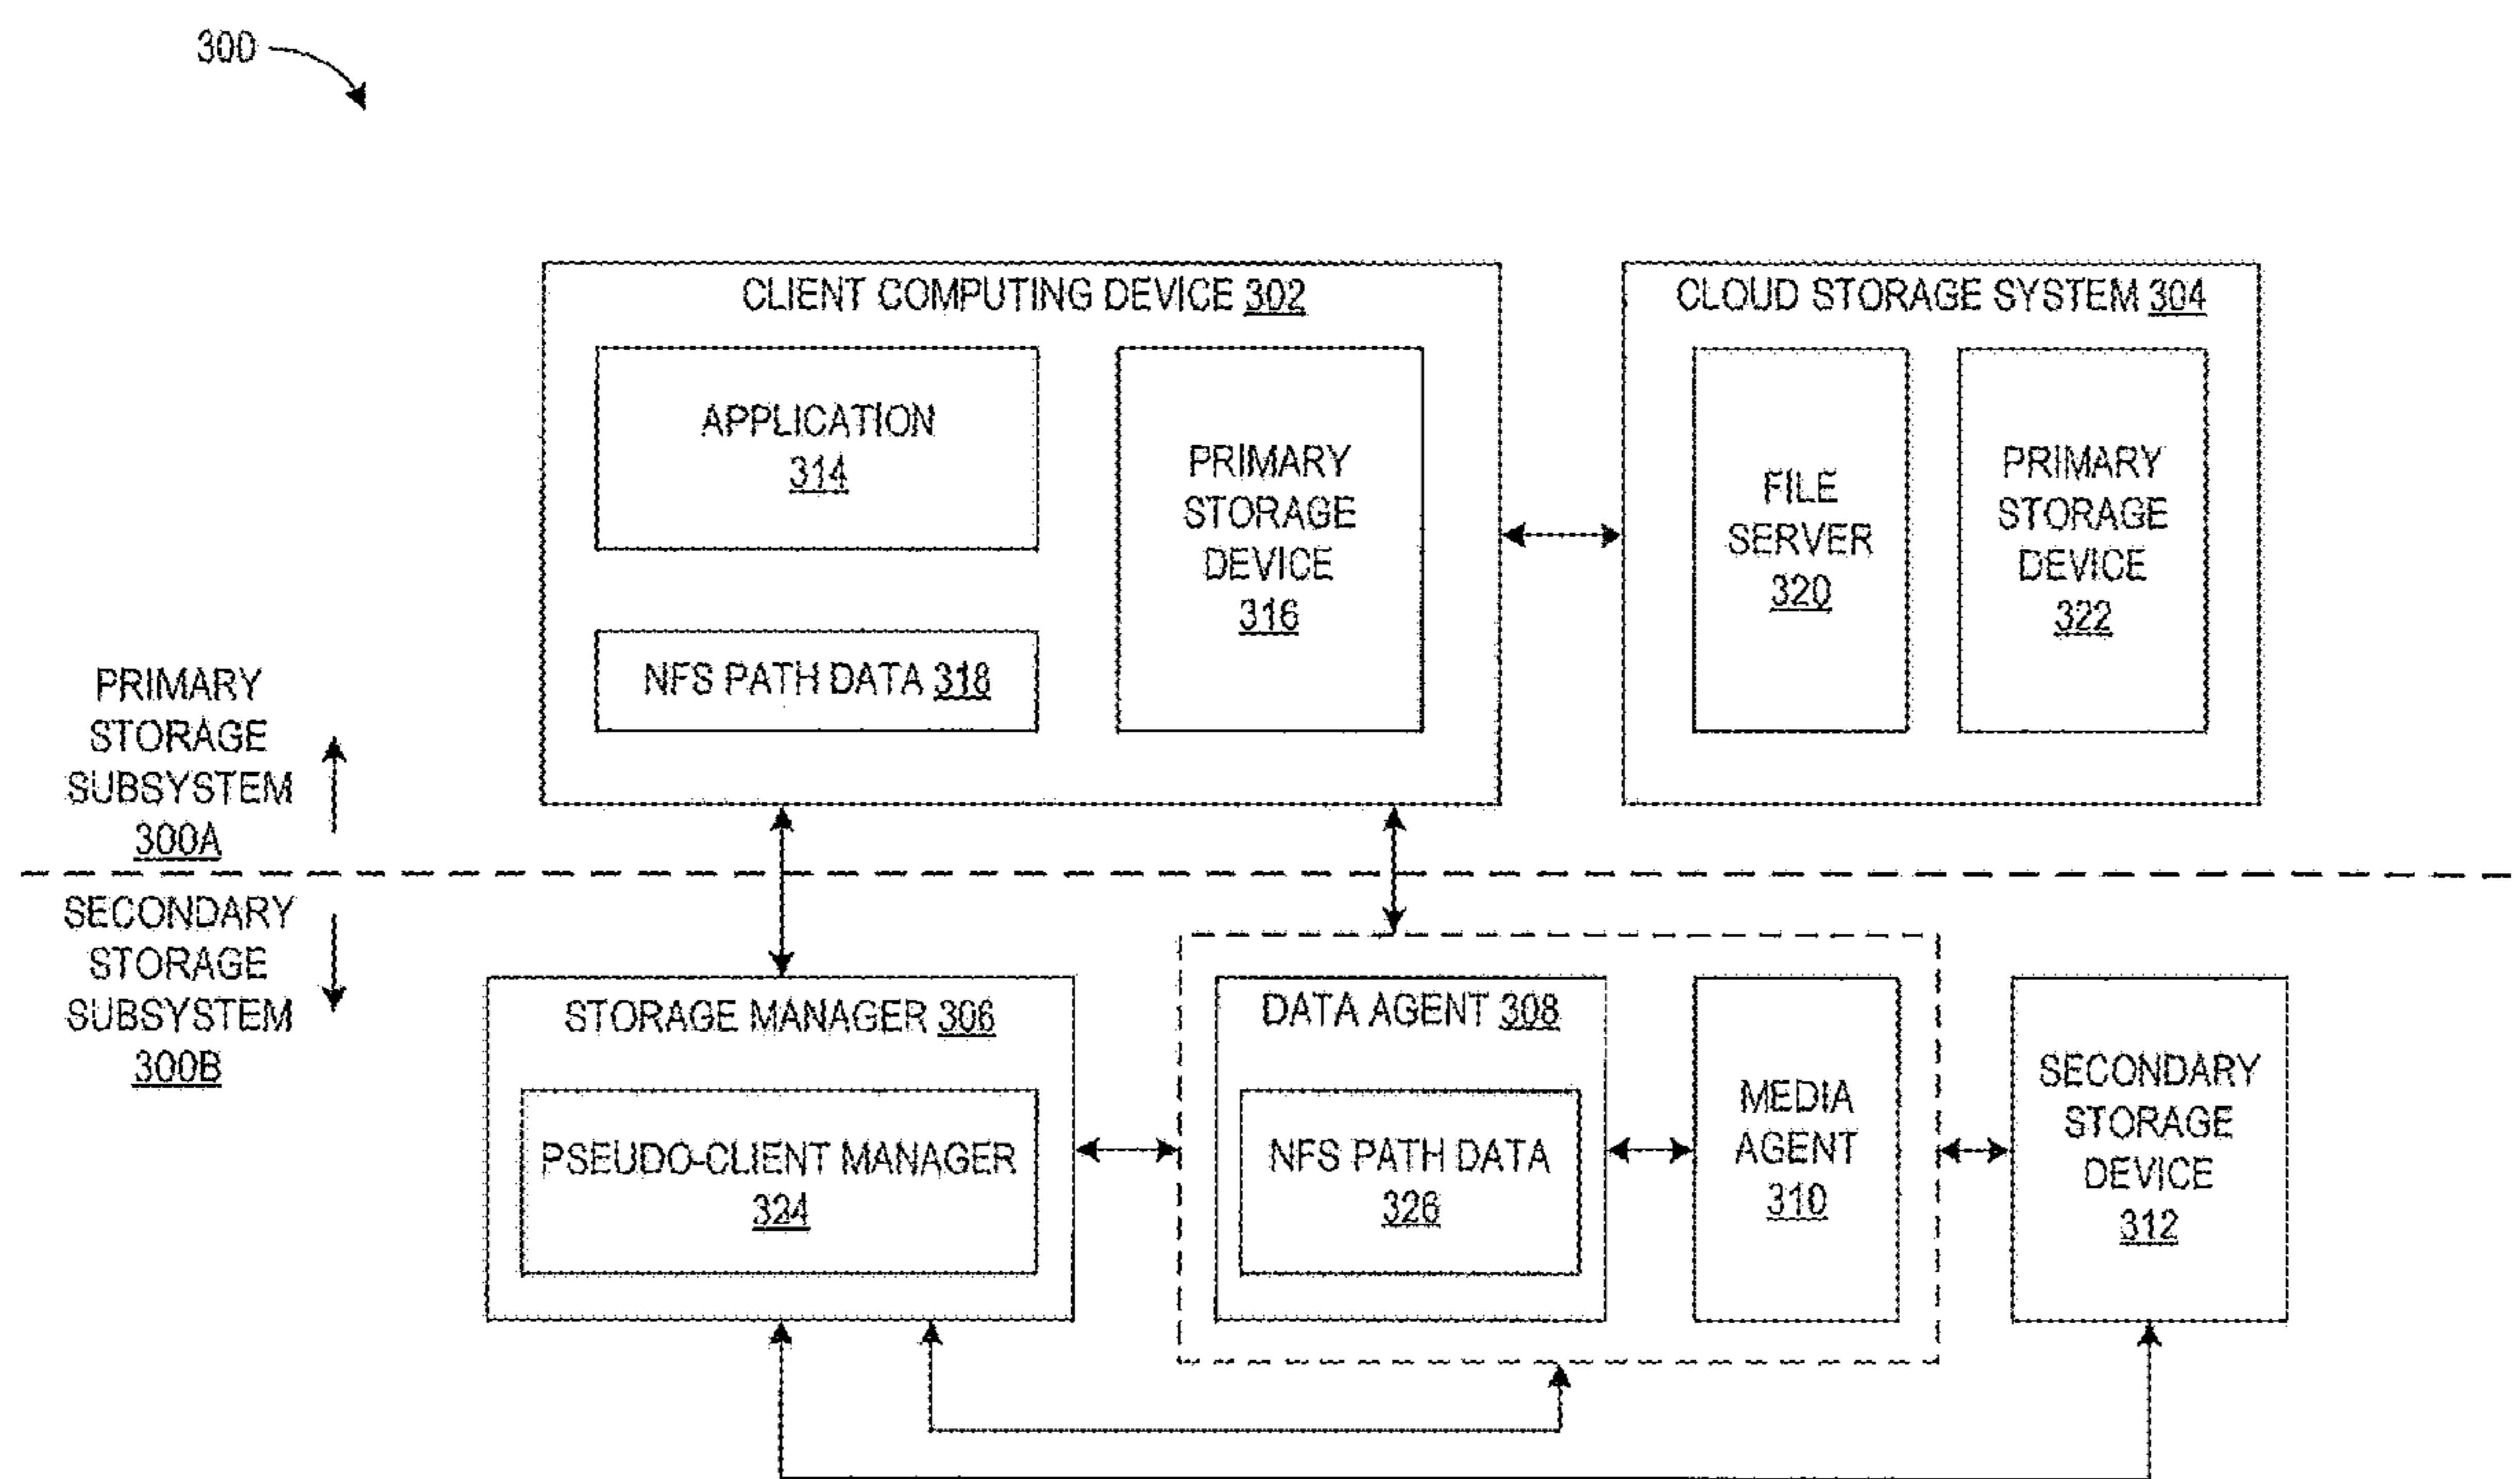 300
CLIENT COMPUTING DEVICE 302
APPLICATION
314
PRIMARY
STORAGE
DEVICE
316
NFS PATH DATA 318
CLOUD STORAGE SYSTEM 304
FILE
SERVER
320
PRIMARY
STORAGE
DEVICE
322
PRIMARY
STORAGE
SUBSYSTEM
300A
SECONDARY
STORAGE
SUBSYSTEM
300B
STORAGE MANAGER 306
PSEUDO-CLIENT MANAGER
324
DATA AGENT 308
NFS PATH DATA
326
MEDIA
AGENT
310
SECONDARY
STORAGE
DEVICE
312